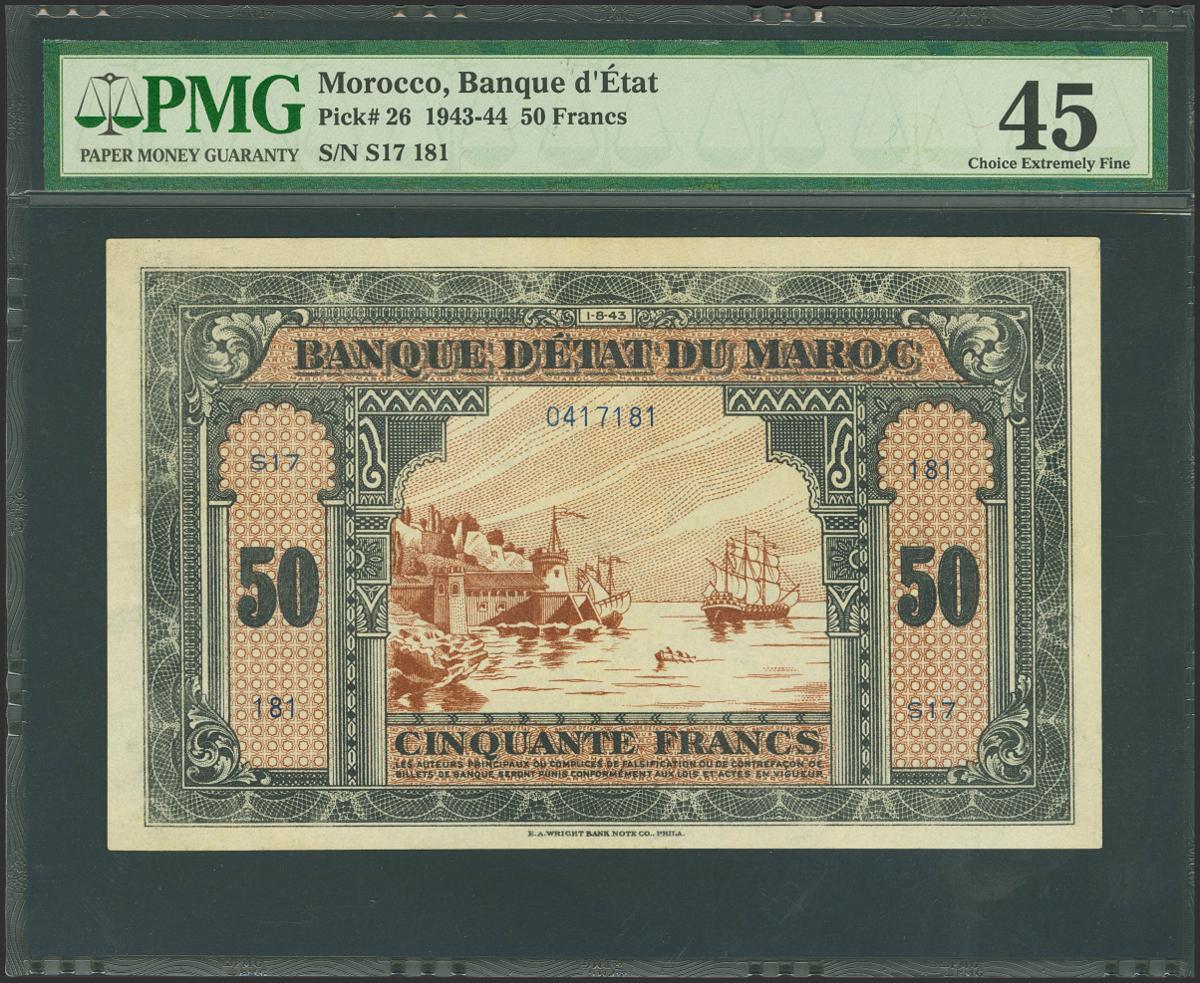 PMG
PAPER MONEY GUARANTY
Morocco, Banque d'État
Pick# 26 1943-44 50 Francs
S/N S17 181
45
Choice Extremely Fine
1-8-43
BANQUE D'ÉTAT DU MAROC
0417181
S17
181
50
50
181
S17
CINQUANTE FRANCS
LES AUTEURS PRINCIPAUX OU COMPLICES DE FALSIFICATION OU DE CONTREFAÇON DE
BILLETS DE BANQUE SERONT PUNIS CONFORMÉMENT AUX LOIS ET ACTES EN VIGUEUR
E.A. WRIGHT BANK NOTE CO., PHILA.